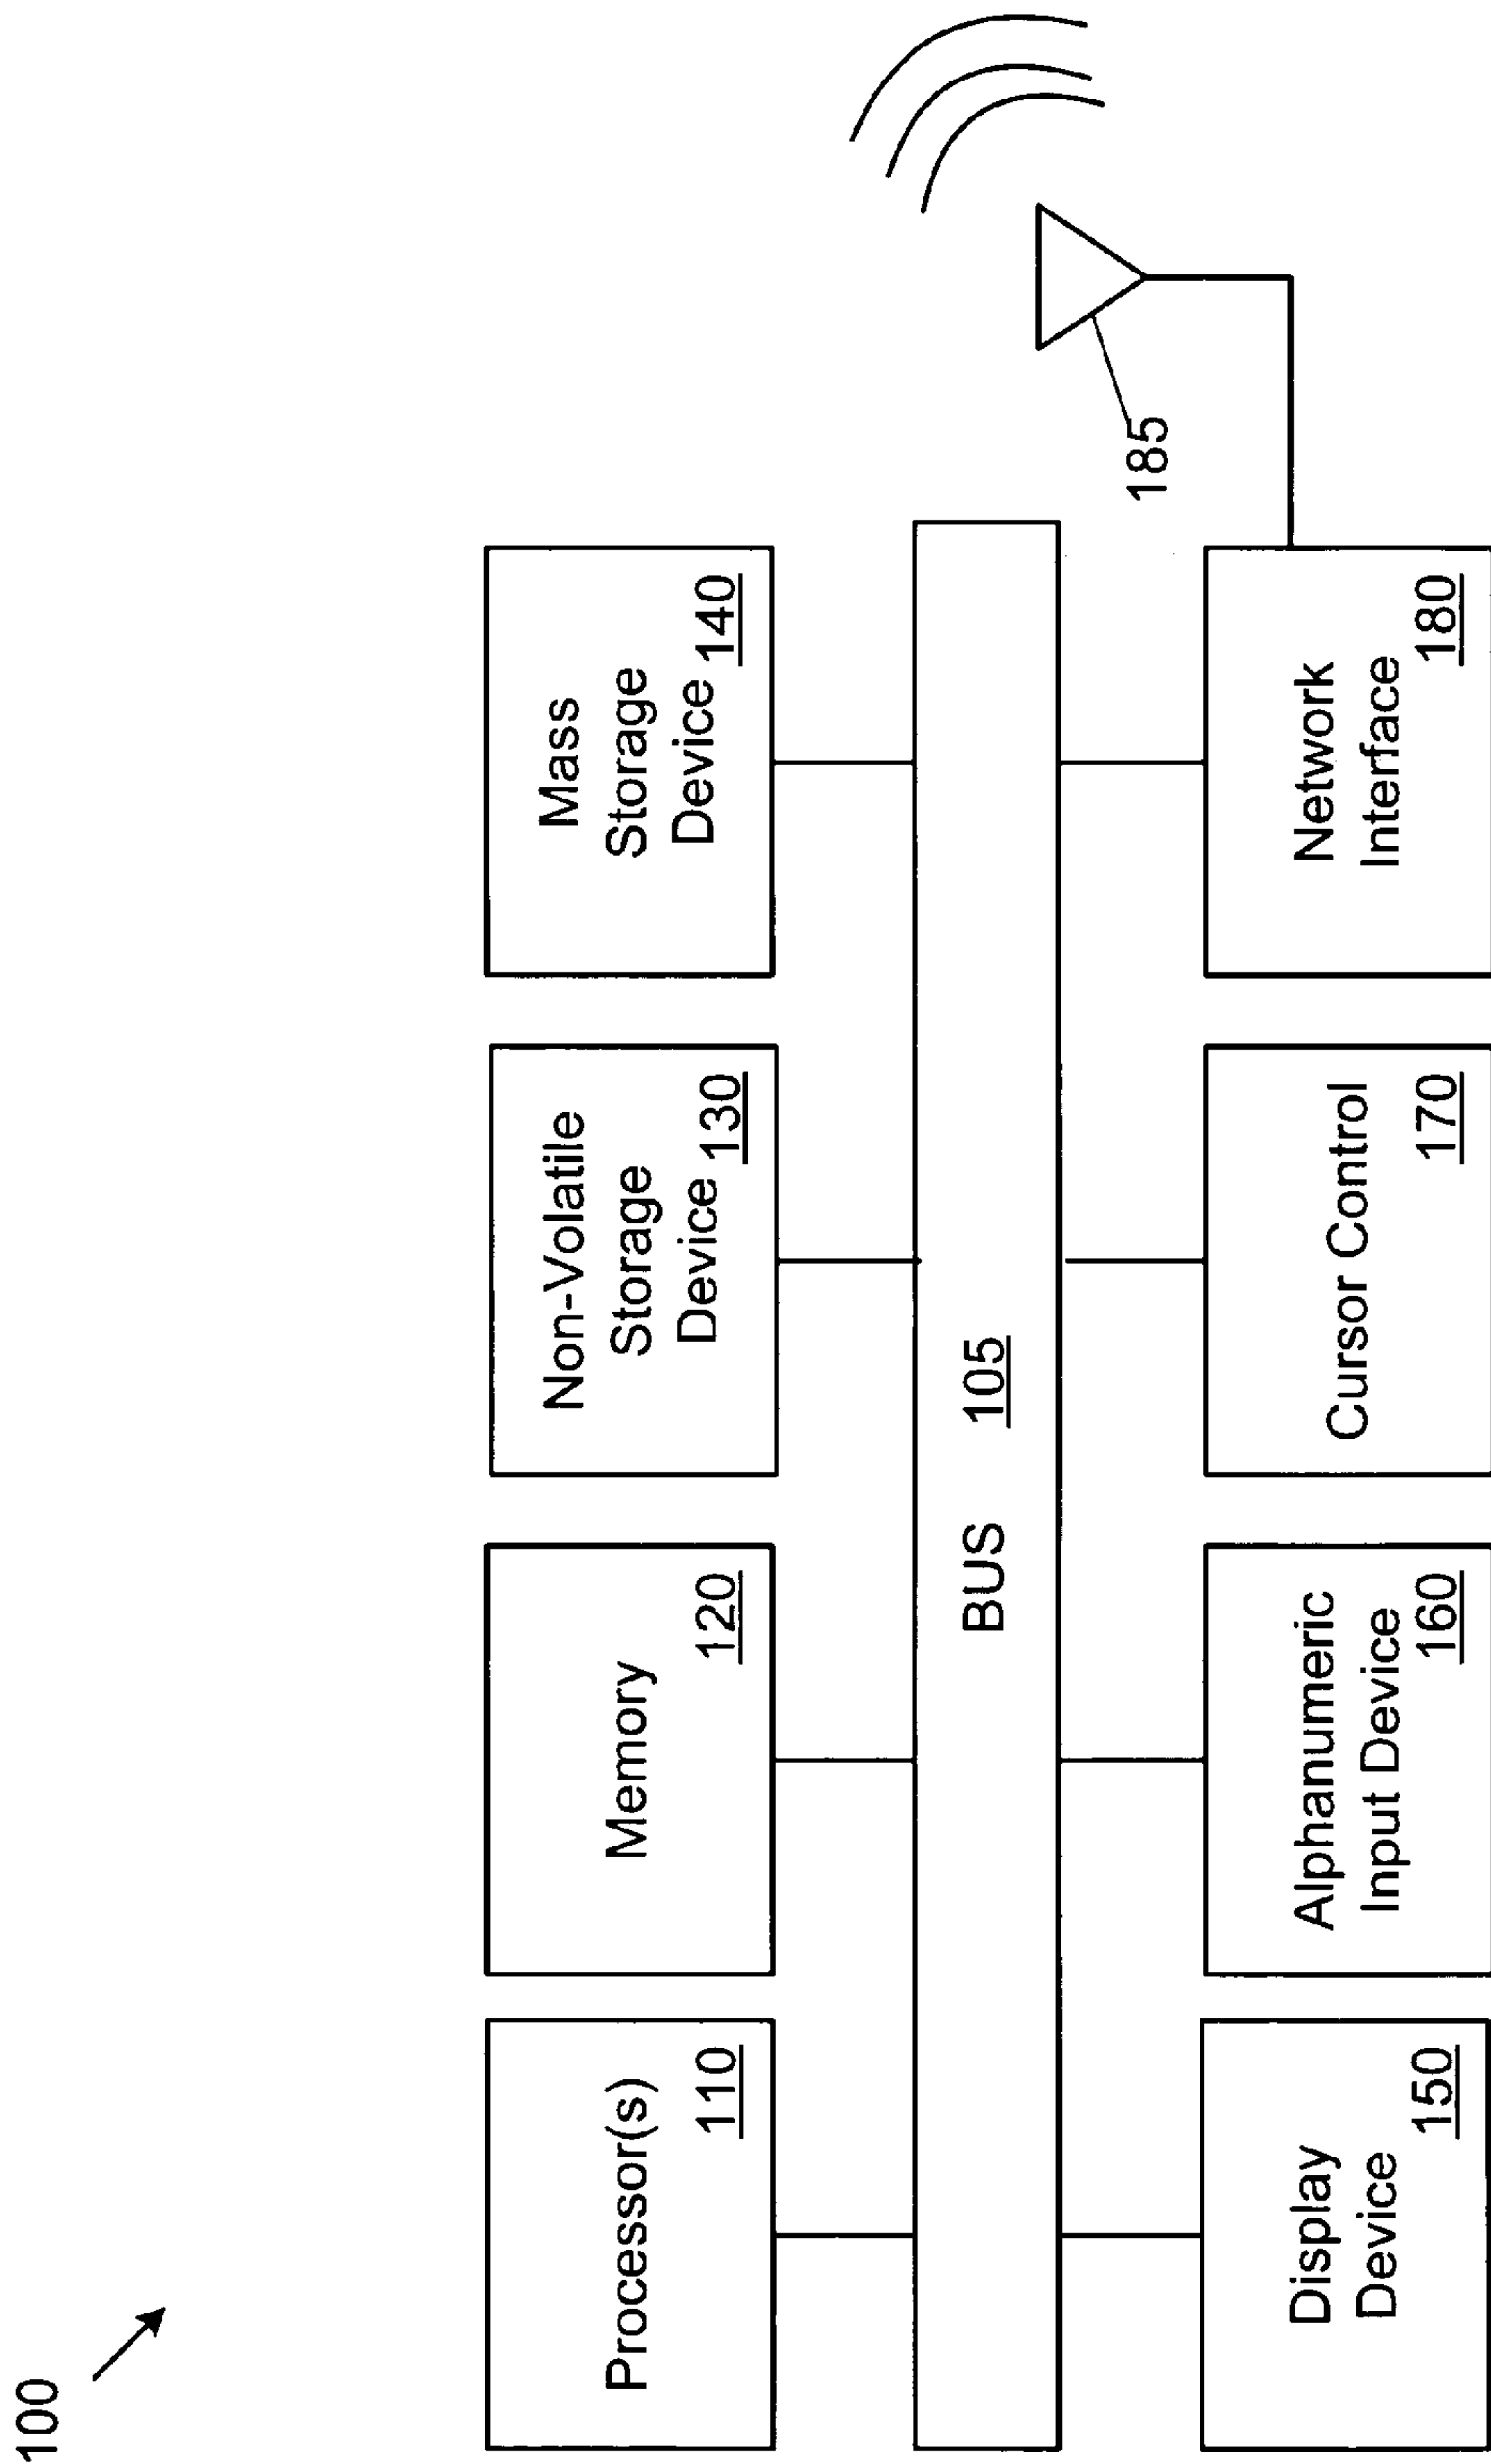 100
Processor(s)
110
Memory
120
Non-Volatile
Storage
Device 130
Mass
Storage
Device 140
BUS 105
185
Display
Device 150
Alphanumeric
Input Device
160
Cursor Control
170
Network
Interface
180